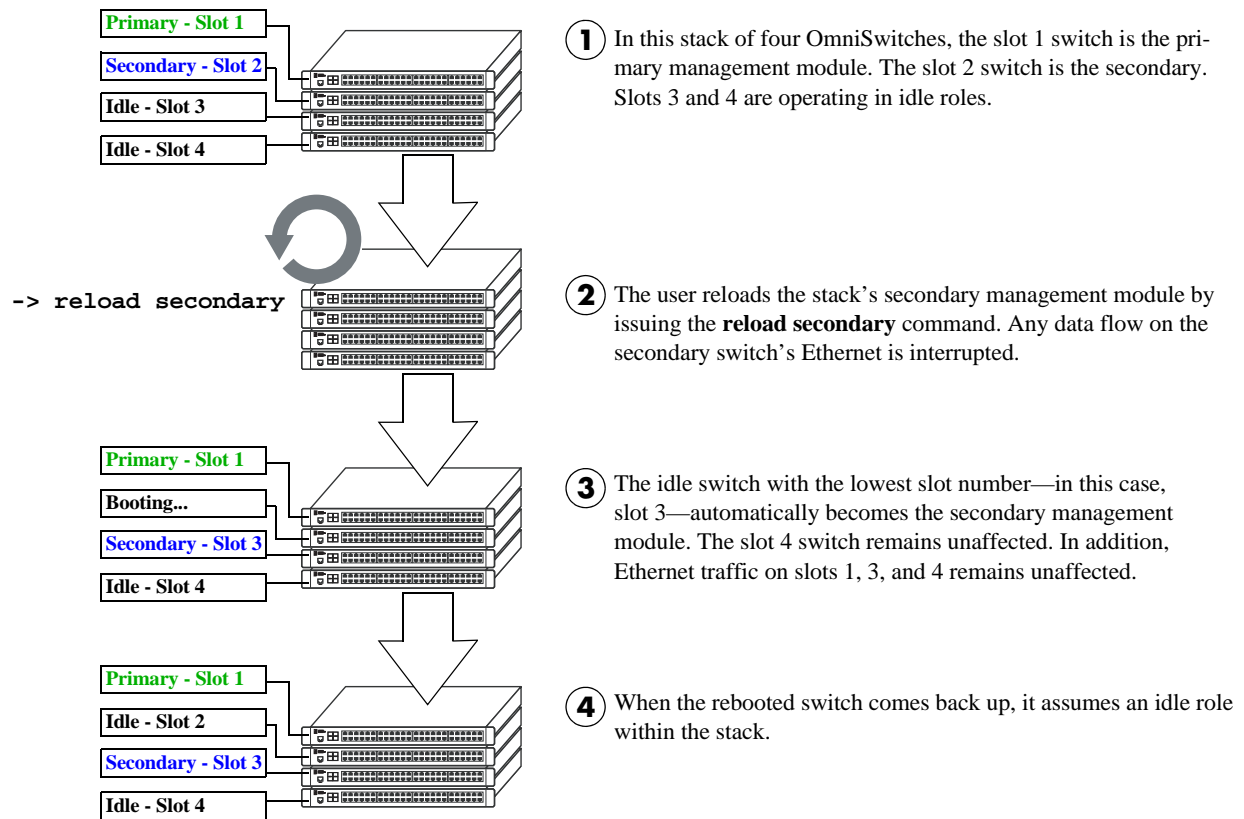 Primary - Slot 1
Secondary - Slot 2
Idle - Slot 3
Idle - Slot 4
1 In this stack of four OmniSwitches, the slot 1 switch is the pri-
mary management module. The slot 2 switch is the secondary.
Slots 3 and 4 are operating in idle roles.
-> reload secondary
2 The user reloads the stack’s secondary management module by
issuing the reload secondary command. Any data flow on the
secondary switch’s Ethernet is interrupted.
Primary - Slot 1
Booting...
Secondary - Slot 3
Idle - Slot 4
3 The idle switch with the lowest slot number—in this case,
slot 3—automatically becomes the secondary management
module. The slot 4 switch remains unaffected. In addition,
Ethernet traffic on slots 1, 3, and 4 remains unaffected.
Primary - Slot 1
Idle - Slot 2
Secondary - Slot 3
Idle - Slot 4
4 When the rebooted switch comes back up, it assumes an idle role
within the stack.